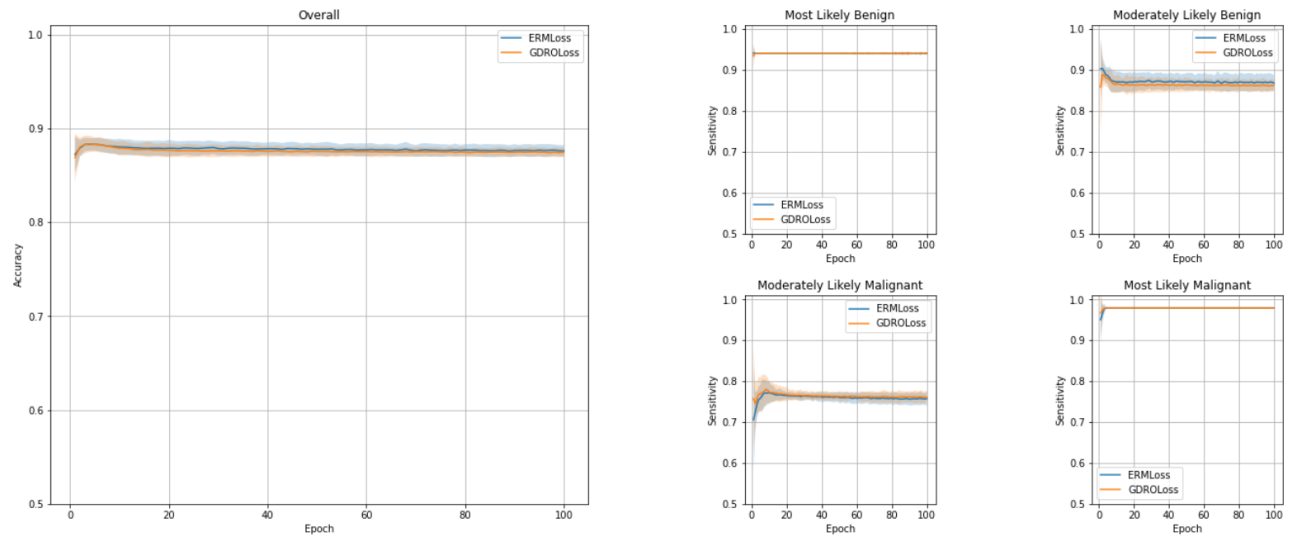 Overall
1.0
0.9
0.8
0.7
0.6
0.5
Accuracy
0
20
40
60
80
100
Epoch
ERMLoss
GDROLoss
Most Likely Benign
1.0
0.9
0.8
0.7
0.6
0.5
Sensitivity
0
20
40
60
80
100
Epoch
ERMLoss
GDROLoss
Moderately Likely Benign
1.0
0.9
0.8
0.7
0.6
0.5
Sensitivity
0
20
40
60
80
100
Epoch
ERMLoss
GDROLoss
Moderately Likely Malignant
1.0
0.9
0.8
0.7
0.6
0.5
Sensitivity
0
20
40
60
80
100
Epoch
ERMLoss
GDROLoss
Most Likely Malignant
1.0
0.9
0.8
0.7
0.6
0.5
Sensitivity
0
20
40
60
80
100
Epoch
ERMLoss
GDROLoss